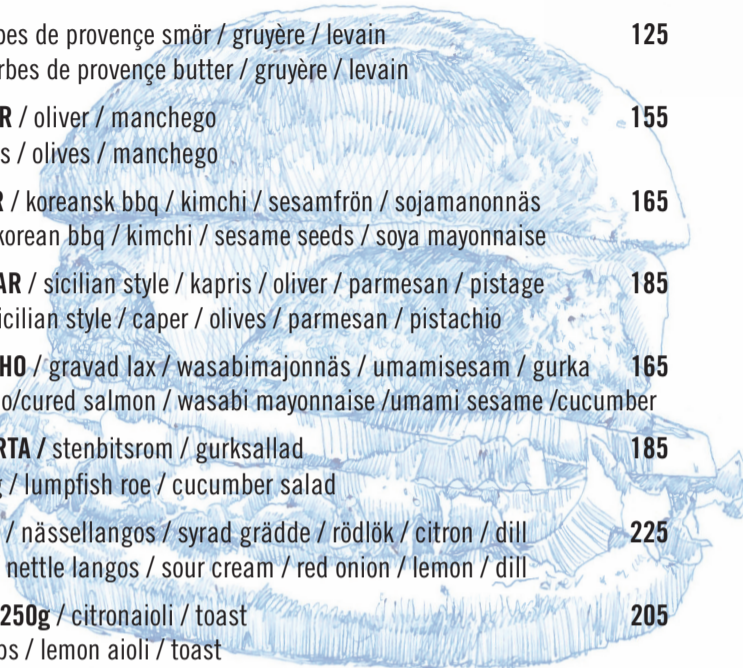 bes de provençe smör / gruyère / levain 125
rbes de provençe butter / gruyère / levain
R / oliver / manchego 155
s / olives / manchego
R / koreansk bbq / kimchi / sesamfrön / sojamanonnäs 165
korean bbq / kimchi / sesame seeds / soya mayonnaise
AR / sicilian style / kapris / oliver / parmesan / pistage 185
icilian style / caper / olives / parmesan / pistachio
HO / gravad lax / wasabimajonnäs / umamisesam / gurka 165
o/cured salmon / wasabi mayonnaise /umami sesame /cucumber
RTA / stenbitsrom / gurksallad 185
g / lumpfish roe / cucumber salad
/ nässellangos / syrad grädde / rödlök / citron / dill 225
nettle langos / sour cream / red onion / lemon / dill
250g / citronaioli / toast 205
ps / lemon aioli / toast